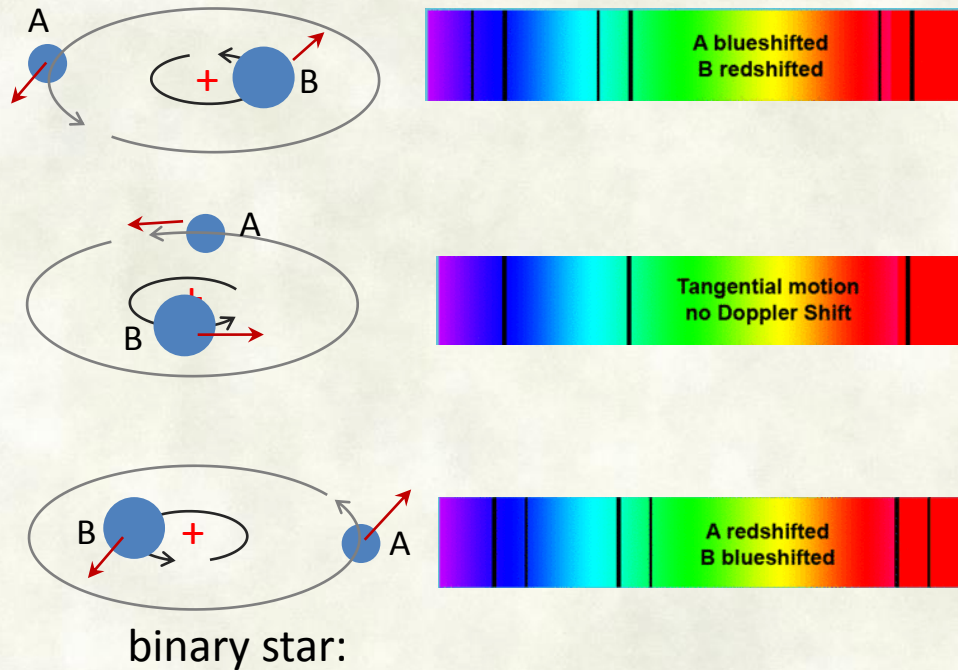 A
B
A blueshifted
B redshifted
A
B
Tangential motion
no Doppler Shift
B
A
A redshifted
B blueshifted
binary star: